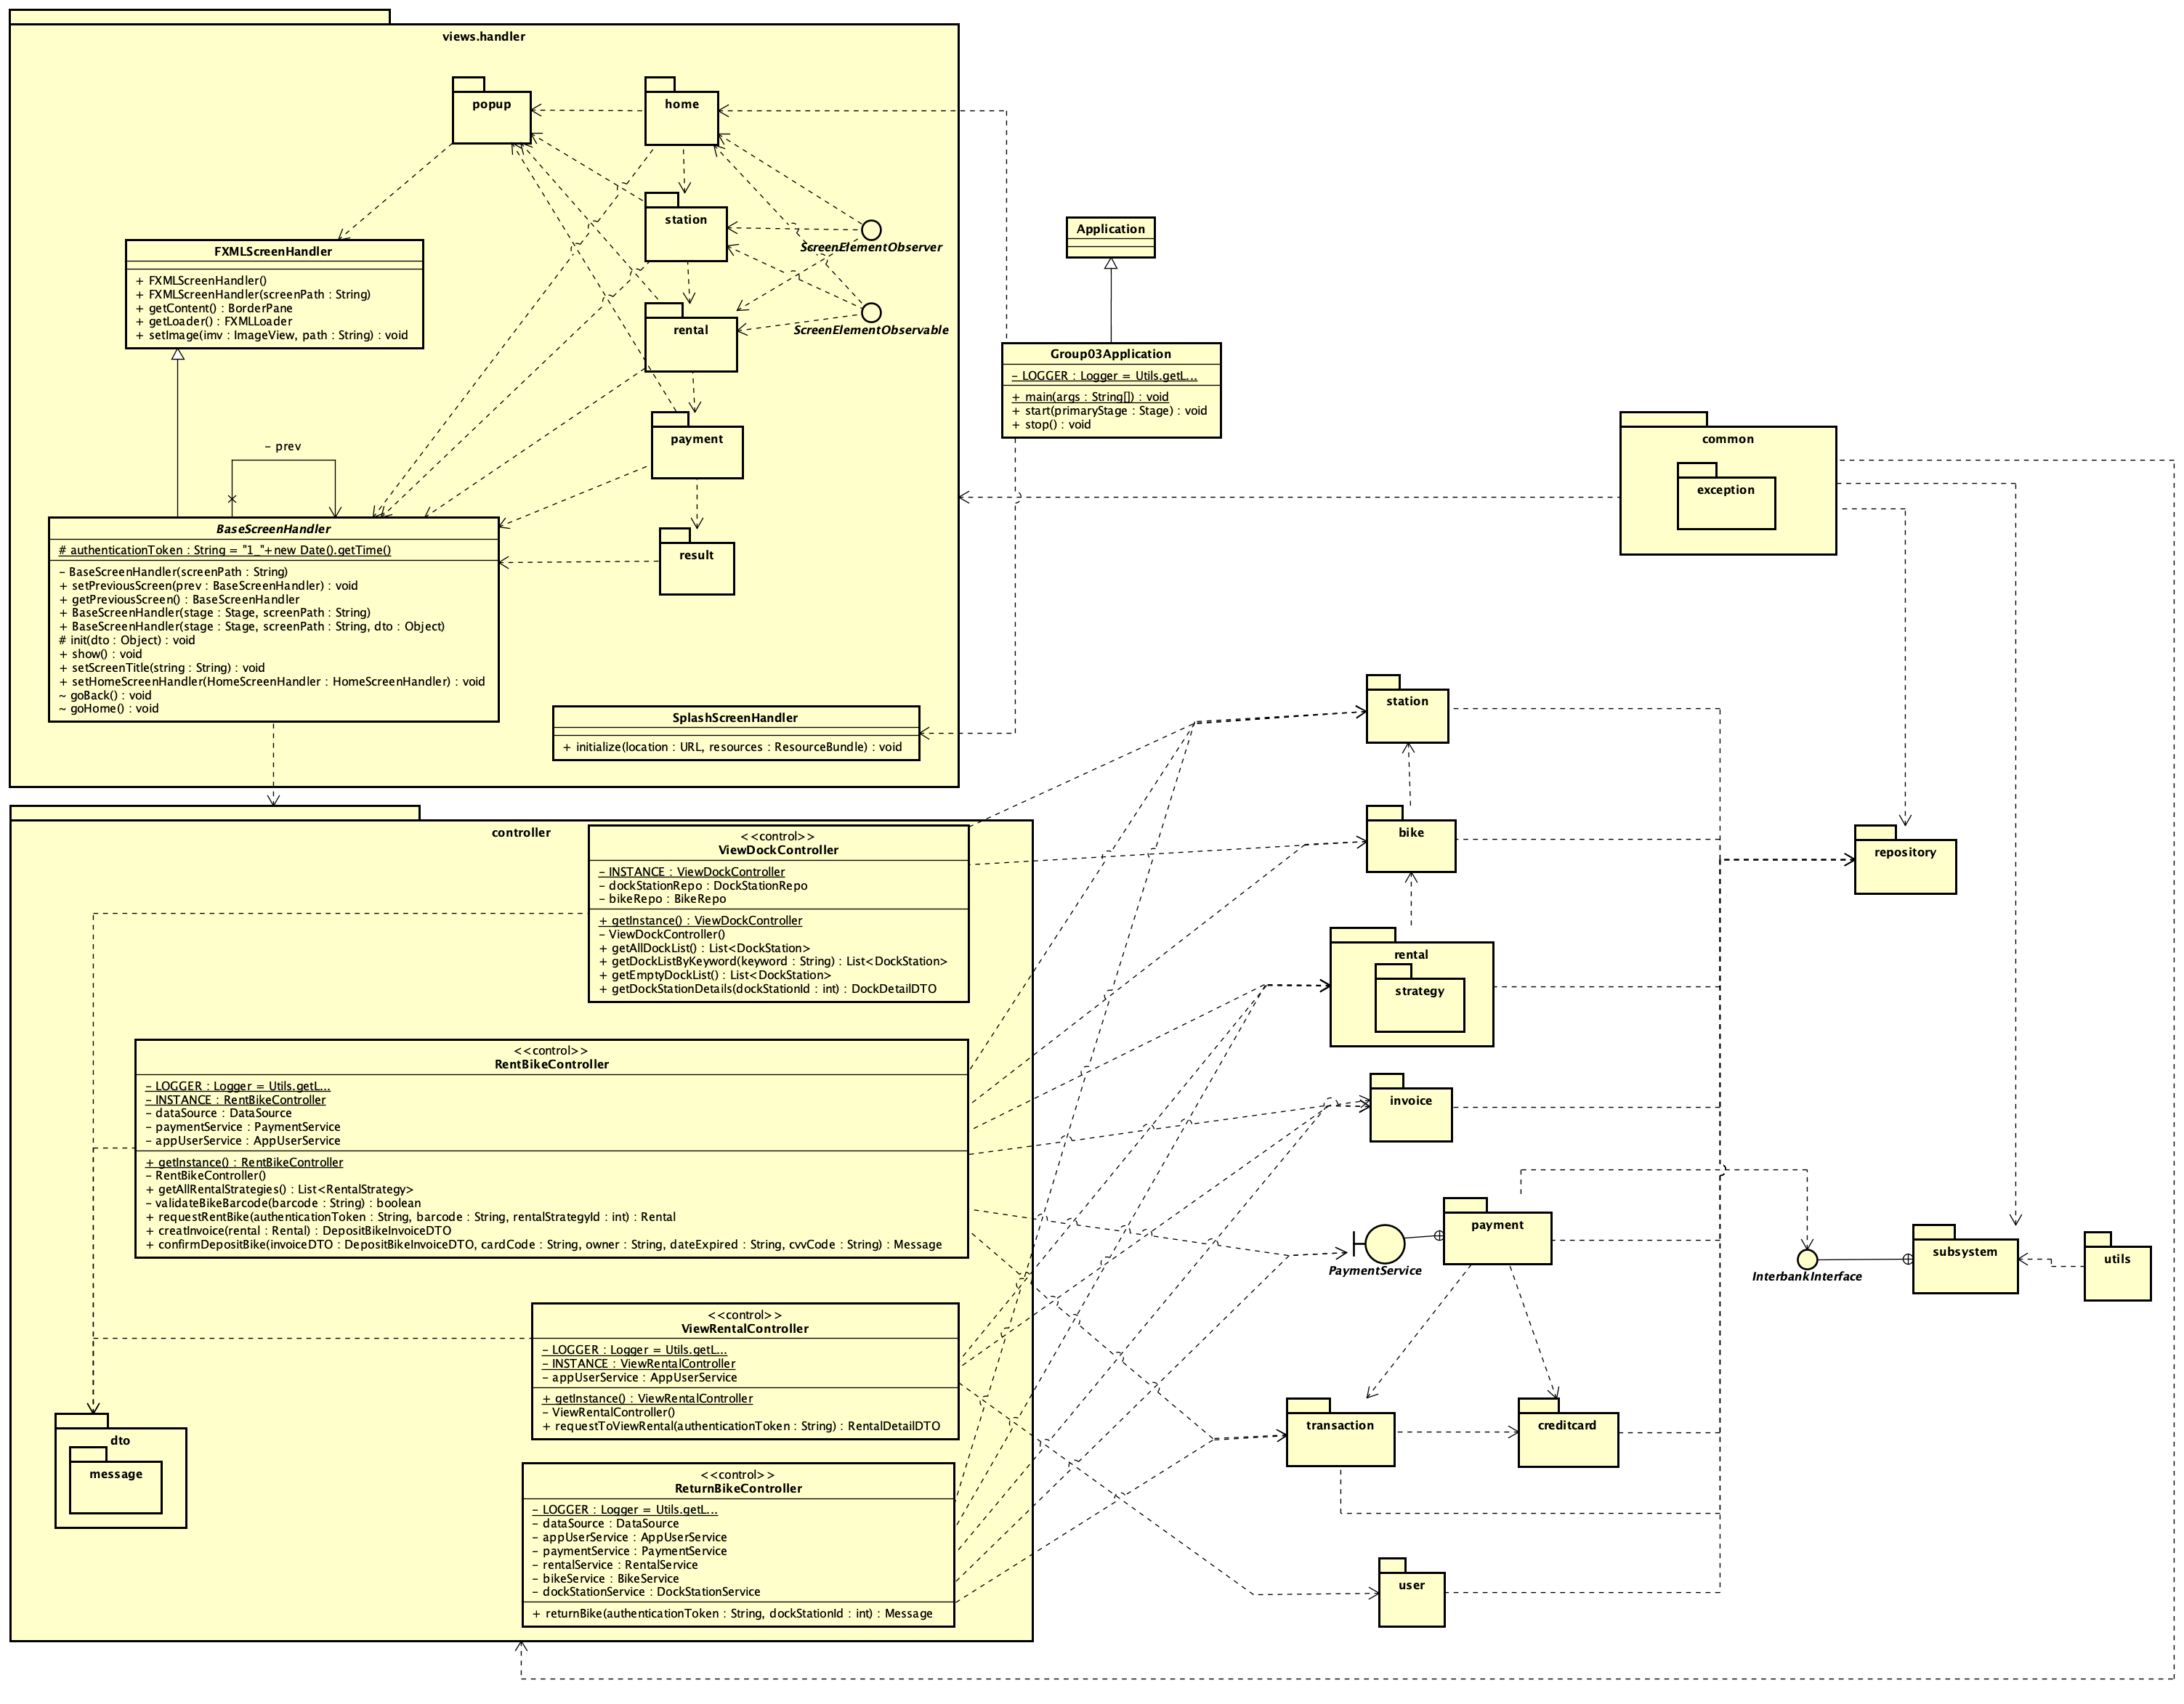 views.handler
popup
home
station
ScreenElementObserver
rental
ScreenElementObservable
payment
result
FXMLScreenHandler
+ FXMLScreenHandler()
+ FXMLScreenHandler(screenPath : String)
+ getContent() : BorderPane
+ getLoader() : FXMLLoader
+ setImage(imv : ImageView, path : String) : void
– prev
BaseScreenHandler
# authenticationToken : String = "1_"+new Date().getTime()
– BaseScreenHandler(screenPath : String)
+ setPreviousScreen(prev : BaseScreenHandler) : void
+ getPreviousScreen() : BaseScreenHandler
+ BaseScreenHandler(stage : Stage, screenPath : String)
+ BaseScreenHandler(stage : Stage, screenPath : String, dto : Object)
# init(dto : Object) : void
+ show() : void
+ setScreenTitle(string : String) : void
+ setHomeScreenHandler(HomeScreenHandler : HomeScreenHandler) : void
~ goBack() : void
~ goHome() : void
SplashScreenHandler
+ initialize(location : URL, resources : ResourceBundle) : void
Application
Group03Application
– LOGGER : Logger = Utils.getL...
+ main(args : String[]) : void
+ start(primaryStage : Stage) : void
+ stop() : void
common
exception
controller
<<control>>
ViewDockController
– INSTANCE : ViewDockController
– dockStationRepo : DockStationRepo
– bikeRepo : BikeRepo
+ getInstance() : ViewDockController
– ViewDockController()
+ getAllDockList() : List<DockStation>
+ getDockListByKeyword(keyword : String) : List<DockStation>
+ getEmptyDockList() : List<DockStation>
+ getDockStationDetails(dockStationId : int) : DockDetailDTO
<<control>>
RentBikeController
– LOGGER : Logger = Utils.getL...
– INSTANCE : RentBikeController
– dataSource : DataSource
– paymentService : PaymentService
– appUserService : AppUserService
+ getInstance() : RentBikeController
– RentBikeController()
+ getAllRentalStrategies() : List<RentalStrategy>
– validateBikeBarcode(barcode : String) : boolean
+ requestRentBike(authenticationToken : String, barcode : String, rentalStrategyId : int) : Rental
+ creatInvoice(rental : Rental) : DepositBikeInvoiceDTO
+ confirmDepositBike(invoiceDTO : DepositBikeInvoiceDTO, cardCode : String, owner : String, dateExpired : String, cvvCode : String) : Message
<<control>>
ViewRentalController
– LOGGER : Logger = Utils.getL...
– INSTANCE : ViewRentalController
– appUserService : AppUserService
+ getInstance() : ViewRentalController
– ViewRentalController()
+ requestToViewRental(authenticationToken : String) : RentalDetailDTO
<<control>>
ReturnBikeController
– LOGGER : Logger = Utils.getL...
– dataSource : DataSource
– appUserService : AppUserService
– paymentService : PaymentService
– rentalService : RentalService
– bikeService : BikeService
– dockStationService : DockStationService
+ returnBike(authenticationToken : String, dockStationId : int) : Message
dto
message
station
bike
rental
strategy
invoice
payment
PaymentService
transaction
creditcard
user
repository
InterbankInterface
subsystem
utils